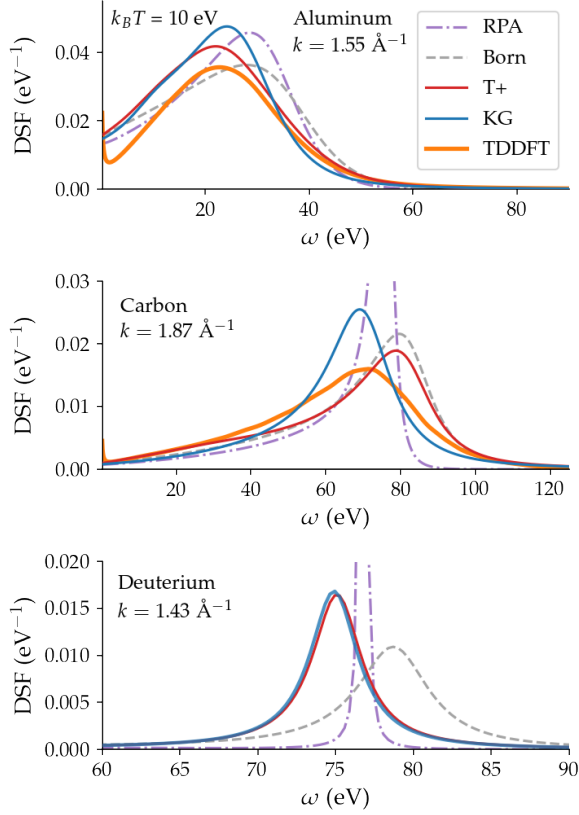 k_BT = 10 eV
Aluminum
k = 1.55 Å⁻¹
RPA
Born
T+
KG
TDDFT
DSF (eV⁻¹)
0.04
0.02
0.00
20 40 60 80
ω (eV)
Carbon
k = 1.87 Å⁻¹
DSF (eV⁻¹)
0.03
0.02
0.01
0.00
20 40 60 80 100 120
ω (eV)
Deuterium
k = 1.43 Å⁻¹
DSF (eV⁻¹)
0.020
0.015
0.010
0.005
0.000
60 65 70 75 80 85 90
ω (eV)